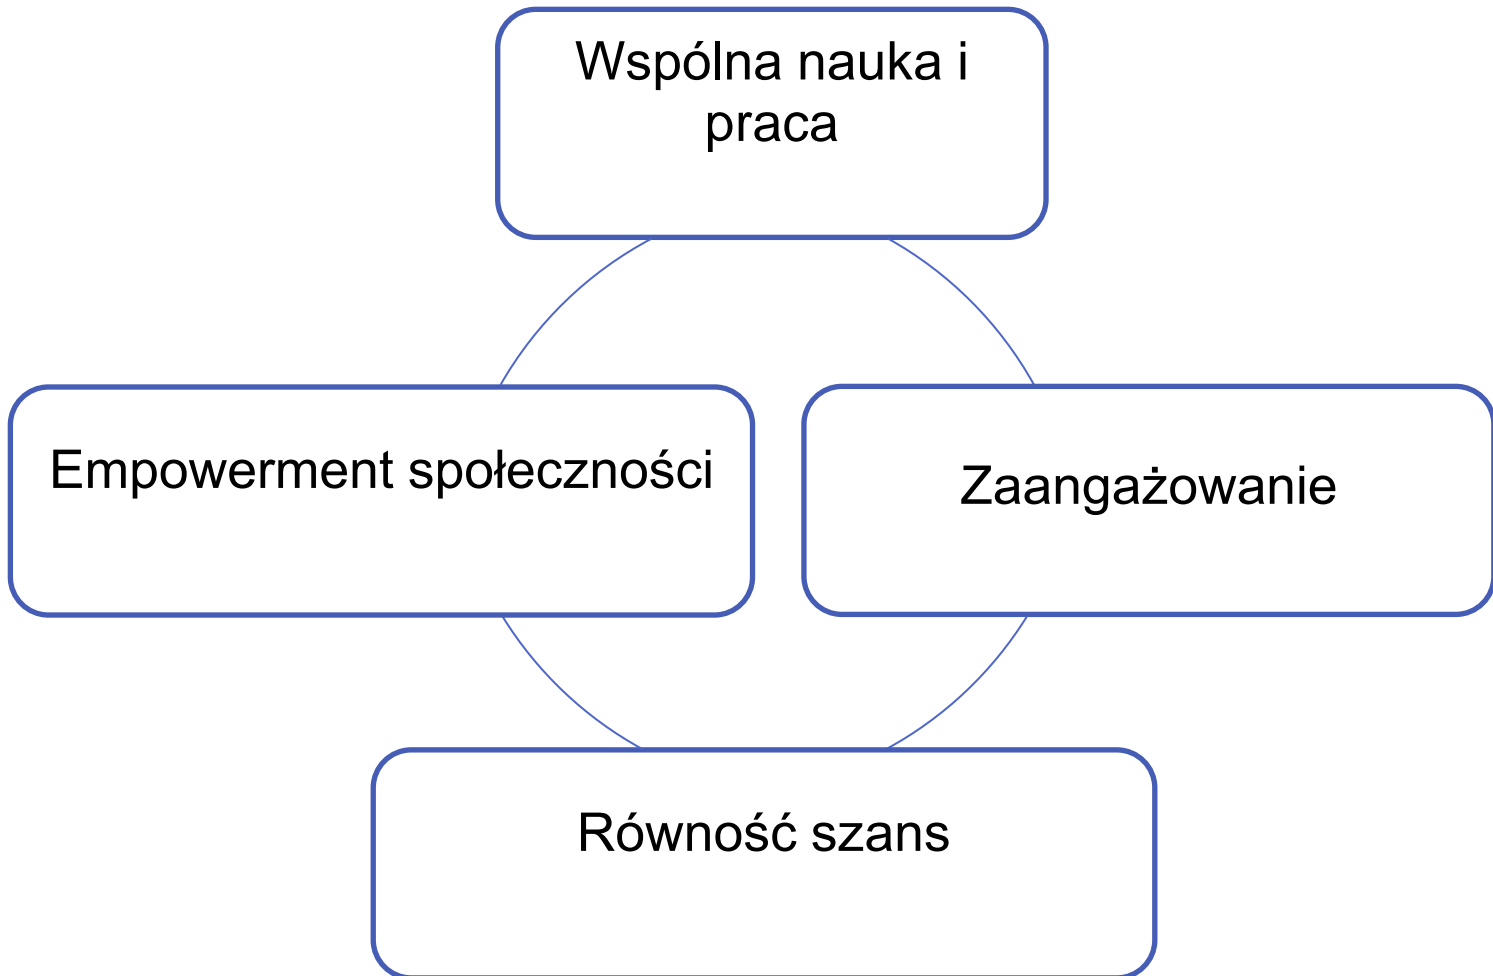 Wspólna nauka i
praca
Empowerment społeczności
Zaangażowanie
Równość szans